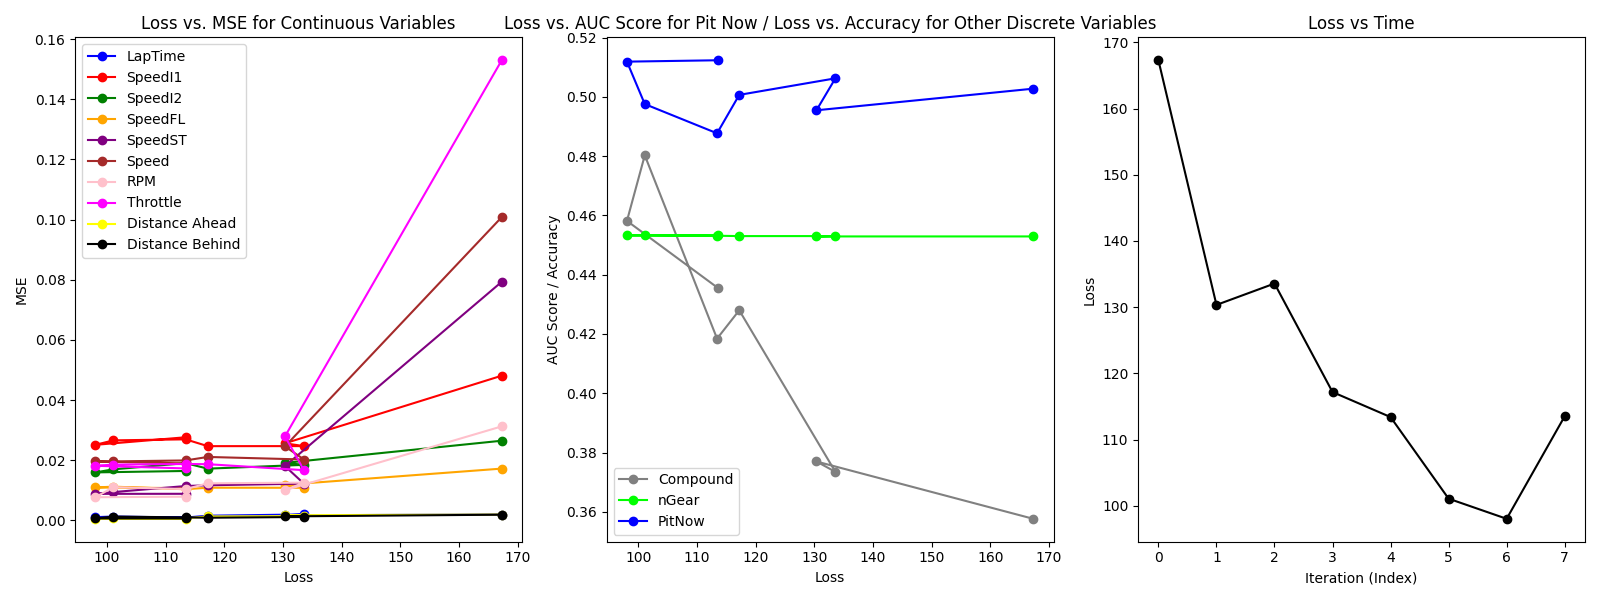 Loss vs. MSE for Continuous Variables
MSE
0.16
0.14
0.12
0.10
0.08
0.06
0.04
0.02
0.00
LapTime
SpeedI1
SpeedI2
SpeedFL
SpeedST
Speed
RPM
Throttle
Distance Ahead
Distance Behind
100 110 120 130 140 150 160 170
Loss
Loss vs. AUC Score for Pit Now / Loss vs. Accuracy for Other Discrete Variables
AUC Score / Accuracy
0.52
0.50
0.48
0.46
0.44
0.42
0.40
0.38
0.36
Compound
nGear
PitNow
100 110 120 130 140 150 160 170
Loss
Loss vs Time
Loss
170
160
150
140
130
120
110
100
0 1 2 3 4 5 6 7
Iteration (Index)